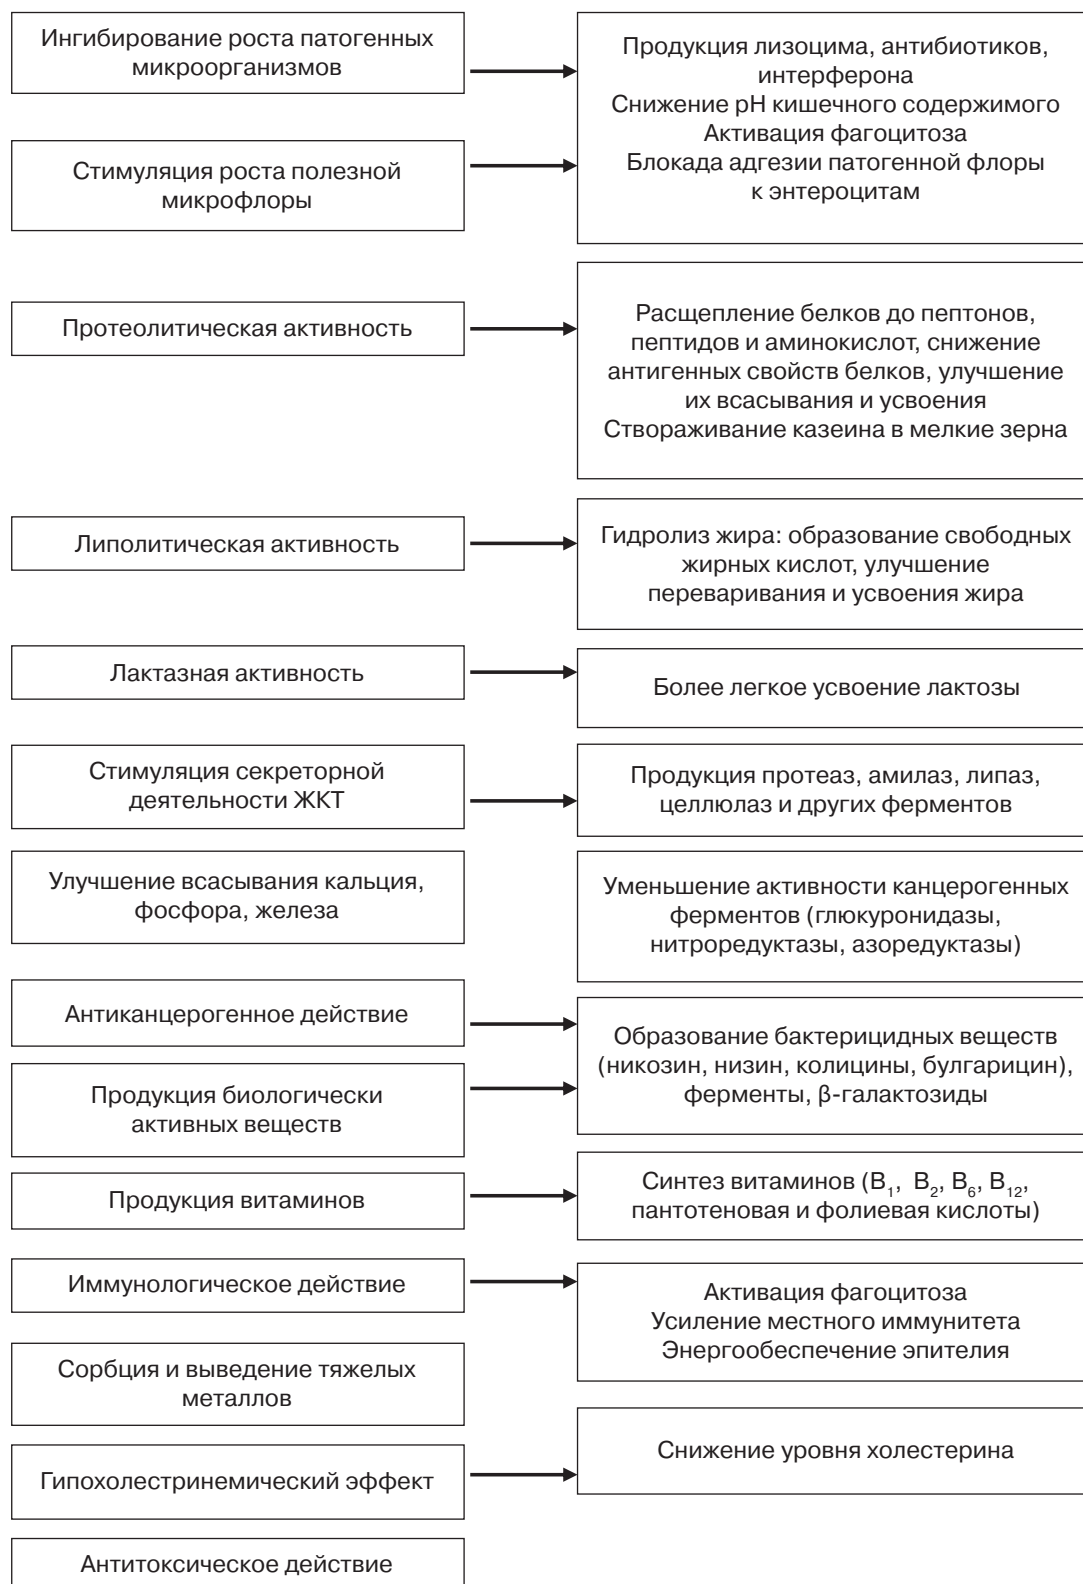 Ингибирование роста патогенных
микроорганизмов
Продукция лизоцима, антибиотиков,
интерферона
Снижение pH кишечного содержимого
Активация фагоцитоза
Блокада адгезии патогенной флоры
к энтероцитам
Стимуляция роста полезной
микрофлоры
Протеолитическая активность
Расщепление белков до пептонов,
пептидов и аминокислот, снижение
антигенных свойств белков, улучшение
их всасывания и усвоения
Створаживание казеина в мелкие зерна
Липолитическая активность
Гидролиз жира: образование свободных
жирных кислот, улучшение
переваривания и усвоения жира
Лактазная активность
Более легкое усвоение лактозы
Стимуляция секреторной
деятельности ЖКТ
Продукция протеаз, амилаз, липаз,
целлюлаз и других ферментов
Улучшение всасывания кальция,
фосфора, железа
Уменьшение активности канцерогенных
ферментов (глюкуронидазы,
нитроредуктазы, азоредуктазы)
Антиканцерогенное действие
Образование бактерицидных веществ
(никозин, низин, колицины, булгарицин),
ферменты, β-галактозиды
Продукция биологически
активных веществ
Продукция витаминов
Синтез витаминов (B₁, B₂, B₆, B₁₂,
пантотеновая и фолиевая кислоты)
Иммунологическое действие
Активация фагоцитоза
Усиление местного иммунитета
Энергообеспечение эпителия
Сорбция и выведение тяжелых
металлов
Снижение уровня холестерина
Гипохолестринемический эффект
Антитоксическое действие